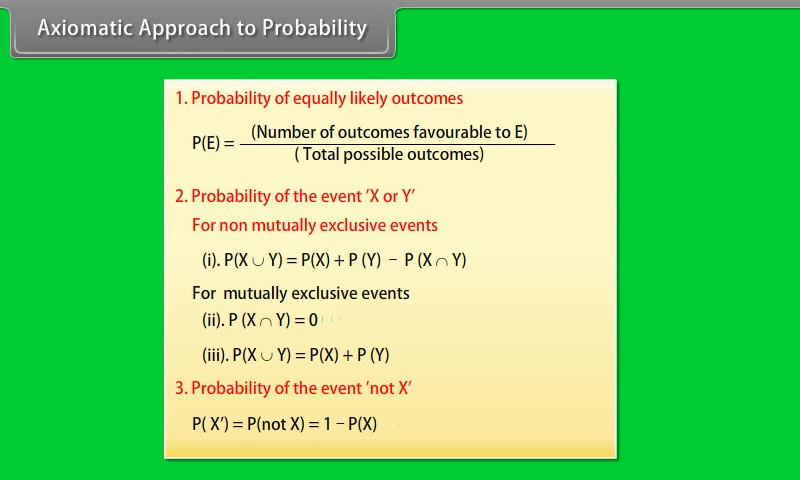 Axiomatic Approach to Probability
1. Probability of equally likely outcomes
P(E) = (Number of outcomes favourable to E)
( Total possible outcomes)
2. Probability of the event 'X or Y'
For non mutually exclusive events
(i). P(X ∪ Y) = P(X) + P (Y) − P (X ∩ Y)
For mutually exclusive events
(ii). P (X ∩ Y) = 0
(iii). P(X ∪ Y) = P(X) + P (Y)
3. Probability of the event 'not X'
P( X') = P(not X) = 1 − P(X)